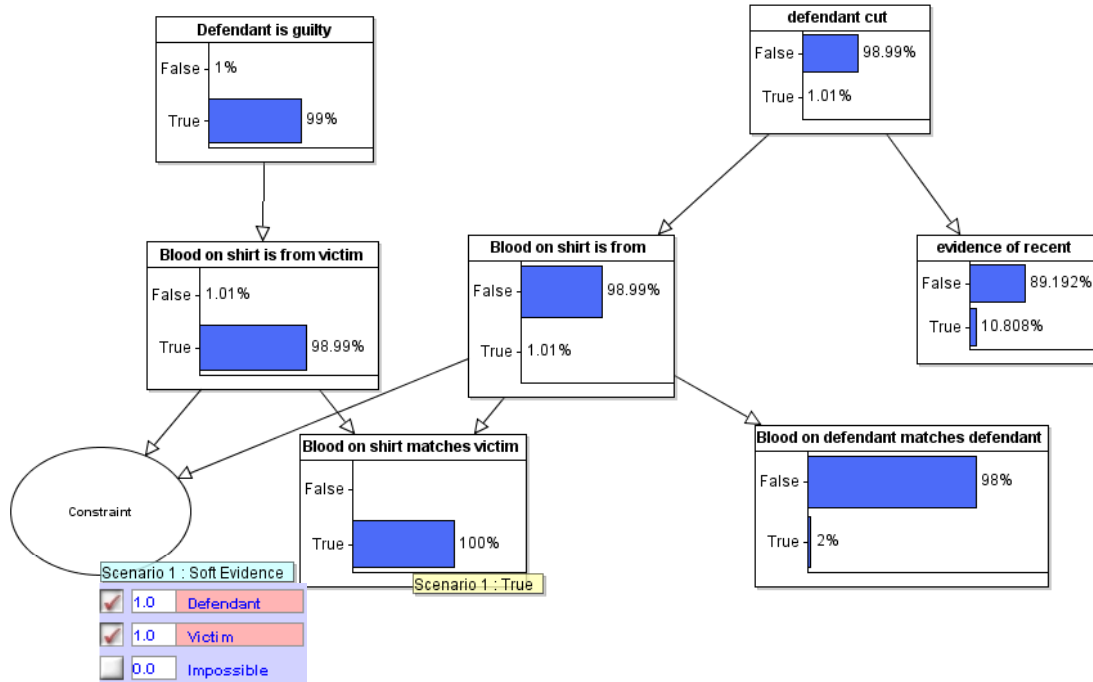 Defendant is guilty
False
1%
True
99%
defendant cut
False
98.99%
True
1.01%
Blood on shirt is from victim
False
1.01%
True
98.99%
Blood on shirt is from
False
98.99%
True
1.01%
evidence of recent
False
89.192%
True
10.808%
Constraint
Blood on shirt matches victim
False
True
100%
Blood on defendant matches defendant
False
98%
True
2%
Scenario 1 : Soft Evidence
Scenario 1 : True
1.0 Defendant
1.0 Victim
0.0 Impossible